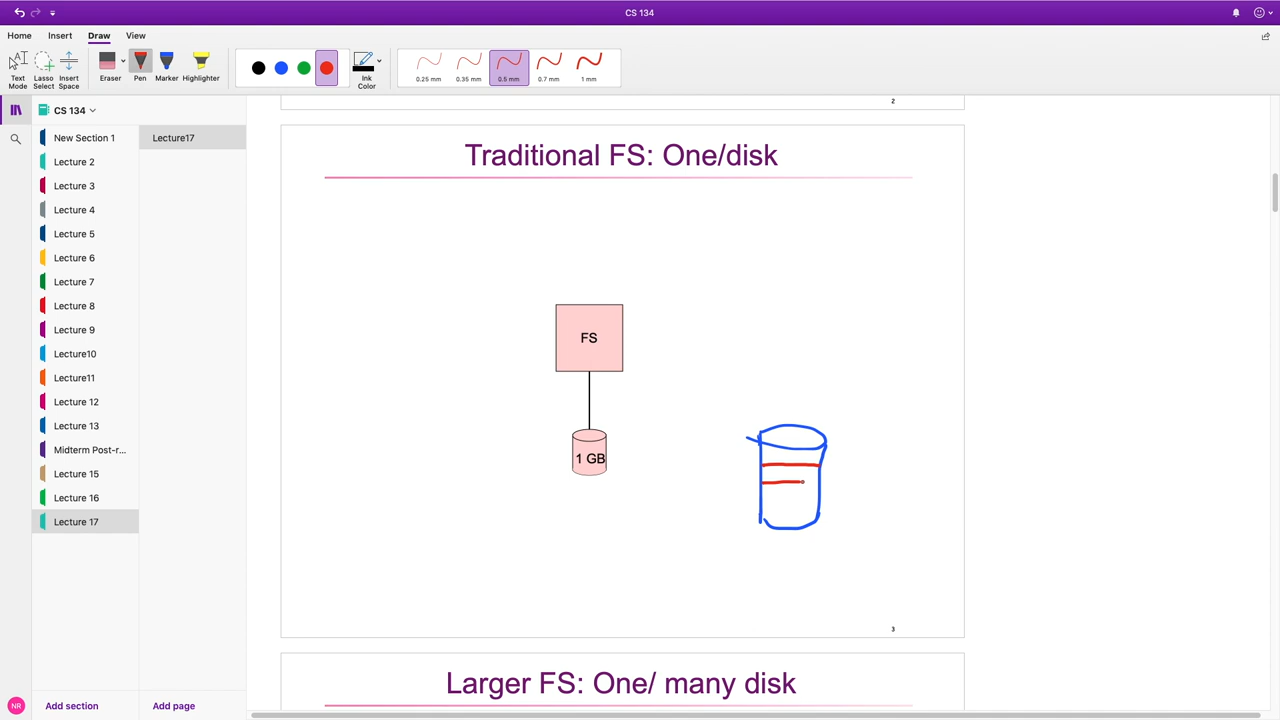 CS 134
Home
Insert
Draw
View
Text Mode
Lasso Select
Insert Space
Eraser
Pen
Marker
Highlighter
Ink Color
0.25 mm
0.35 mm
0.5 mm
0.7 mm
1 mm
CS 134
New Section 1
Lecture 2
Lecture 3
Lecture 4
Lecture 5
Lecture 6
Lecture 7
Lecture 8
Lecture 9
Lecture10
Lecture11
Lecture 12
Lecture 13
Midterm Post-r...
Lecture 15
Lecture 16
Lecture 17
Add section
NR
Lecture17
Add page
2
Traditional FS: One/disk
FS
1 GB
3
Larger FS: One/ many disk